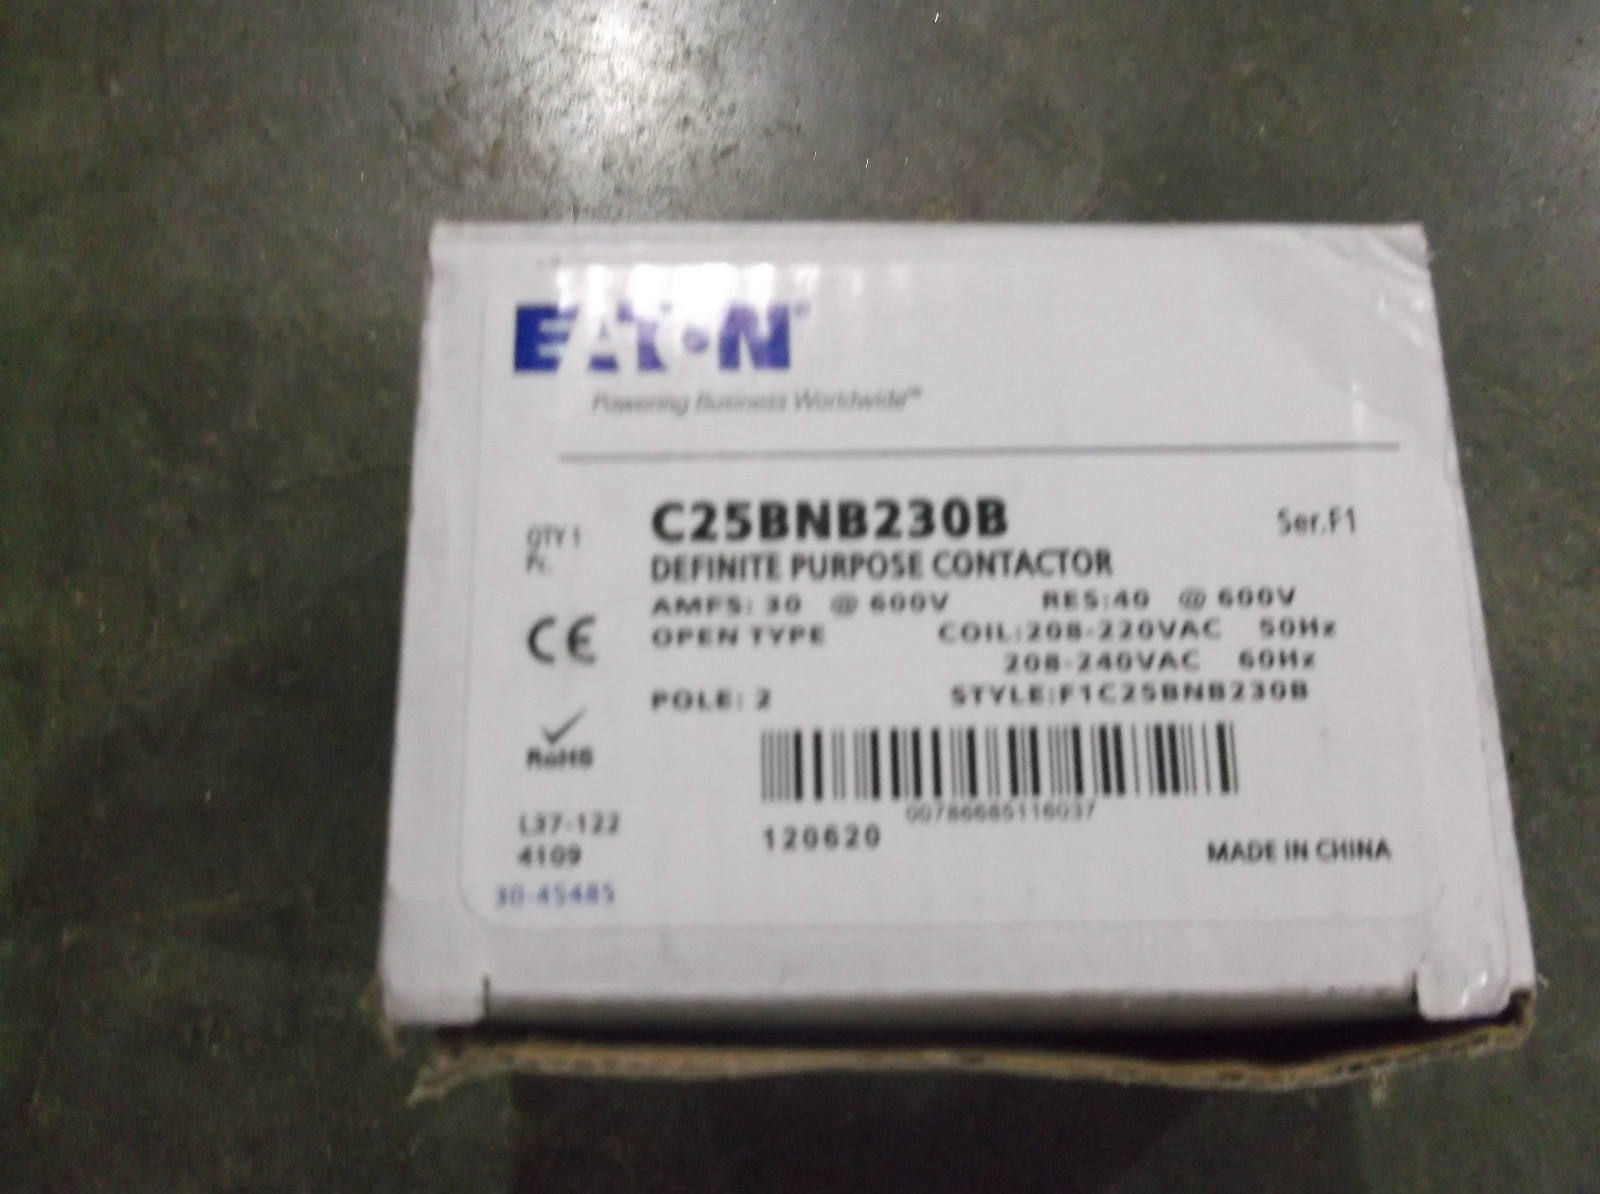 EATON
Powering Business Worldwide™
QTY 1 C25BNB230B Ser.F1
Pc. DEFINITE PURPOSE CONTACTOR
AMPS: 30 @ 600V RES:40 @ 600V
OPEN TYPE COIL:208-220VAC 50Hz
208-240VAC 60Hz
CE
POLE: 2 STYLE:F1C25BNB230B
RoHS
00786685116037
L37-122
120620
4109 MADE IN CHINA
30-45485